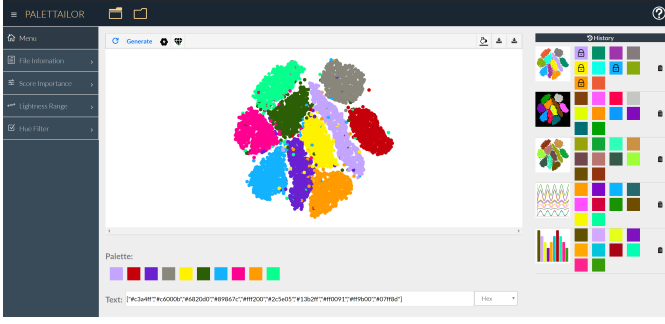 ≡ PALETTAILOR
Menu
File Infomation
Score Importance
Lightness Range
Hue Filter
Generate
History
Palette:
Text: ["#c3a4ff","#c6000b","#6820d0","#89867c","#fff200","#2c5e05","#13b2ff","#ff0091","#ff9b00","#07ff8d"]
Hex